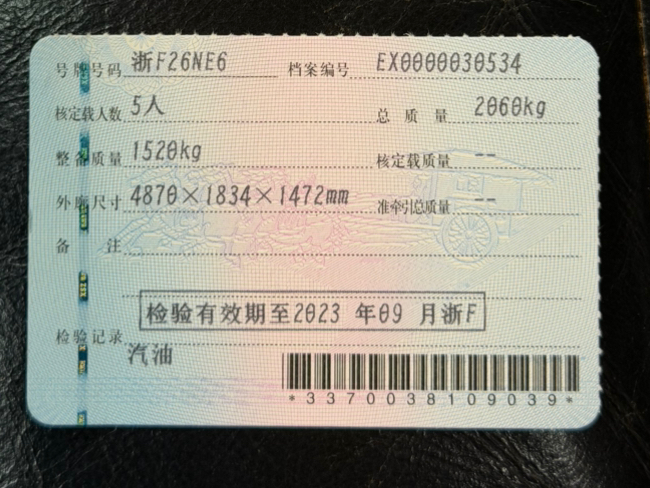 号牌号码 浙F26NE6 档案编号 EX0000030534
核定载人数 5人 总质量 2060kg
整备质量 1520kg 核定载质量 --
外廓尺寸 4870×1834×1472mm 准牵引总质量 --
备注
检验有效期至2023 年09 月浙F
检验记录
汽油
*3370038109039*